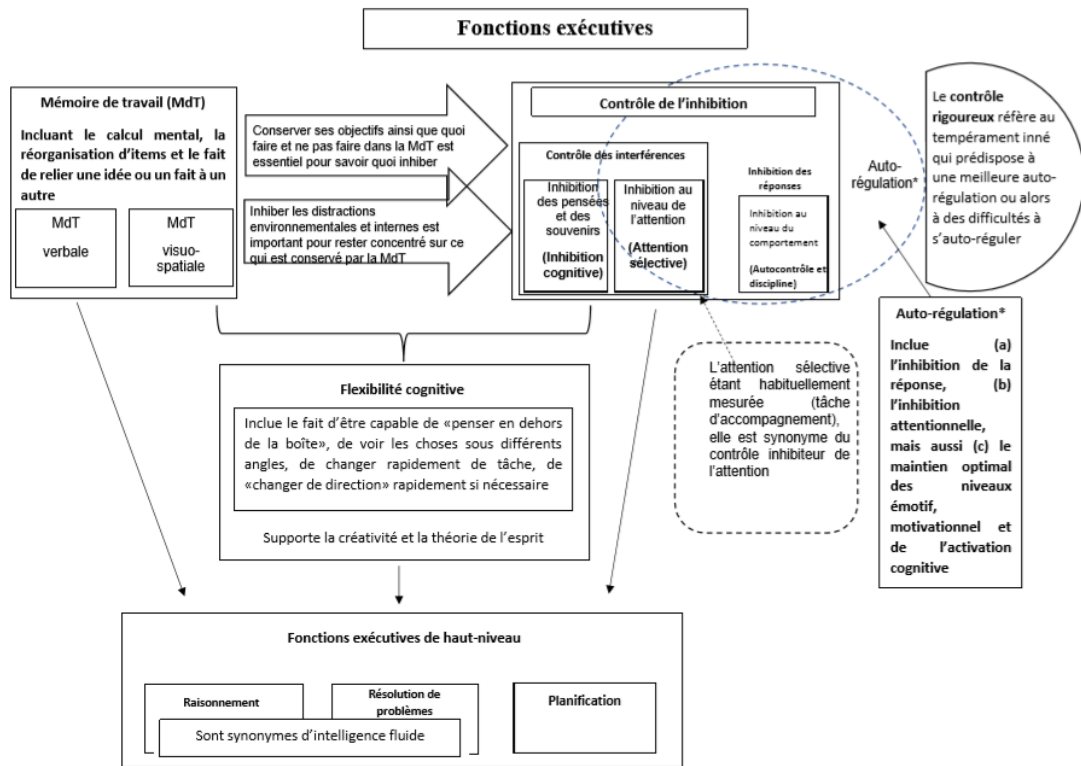 Fonctions exécutives
Mémoire de travail (MdT)
Incluant le calcul mental, la
réorganisation d'items et le fait
de relier une idée ou un fait à un
autre
MdT
verbale
MdT
visuo-
spatiale
Conserver ses objectifs ainsi que quoi
faire et ne pas faire dans la MdT est
essentiel pour savoir quoi inhiber
Inhiber les distractions
environnementales et internes est
important pour rester concentré sur ce
qui est conservé par la MdT
Contrôle de l'inhibition
Contrôle des interférences
Inhibition
des pensées
et des
souvenirs
(Inhibition
cognitive)
Inhibition au
niveau de
l'attention
(Attention
sélective)
Inhibition des
réponses
Inhibition au
niveau du
comportement
(Autocontrôle et
discipline)
Auto-
régulation*
Le contrôle
rigoureux réfère au
tempérament inné
qui prédispose à
une meilleure auto-
régulation ou alors
à des difficultés à
s'auto-réguler
Auto-régulation*
Inclue (a)
l'inhibition de la
réponse, (b)
l'inhibition
attentionnelle,
mais aussi (c) le
maintien optimal
des niveaux
émotif,
motivationnel et
de l'activation
cognitive
L'attention sélective
étant habituellement
mesurée (tâche
d'accompagnement),
elle est synonyme du
contrôle inhibiteur de
l'attention
Flexibilité cognitive
Inclue le fait d'être capable de «penser en dehors
de la boîte», de voir les choses sous différents
angles, de changer rapidement de tâche, de
«changer de direction» rapidement si nécessaire
Supporte la créativité et la théorie de l'esprit
Fonctions exécutives de haut-niveau
Raisonnement
Résolution de
problèmes
Sont synonymes d'intelligence fluide
Planification